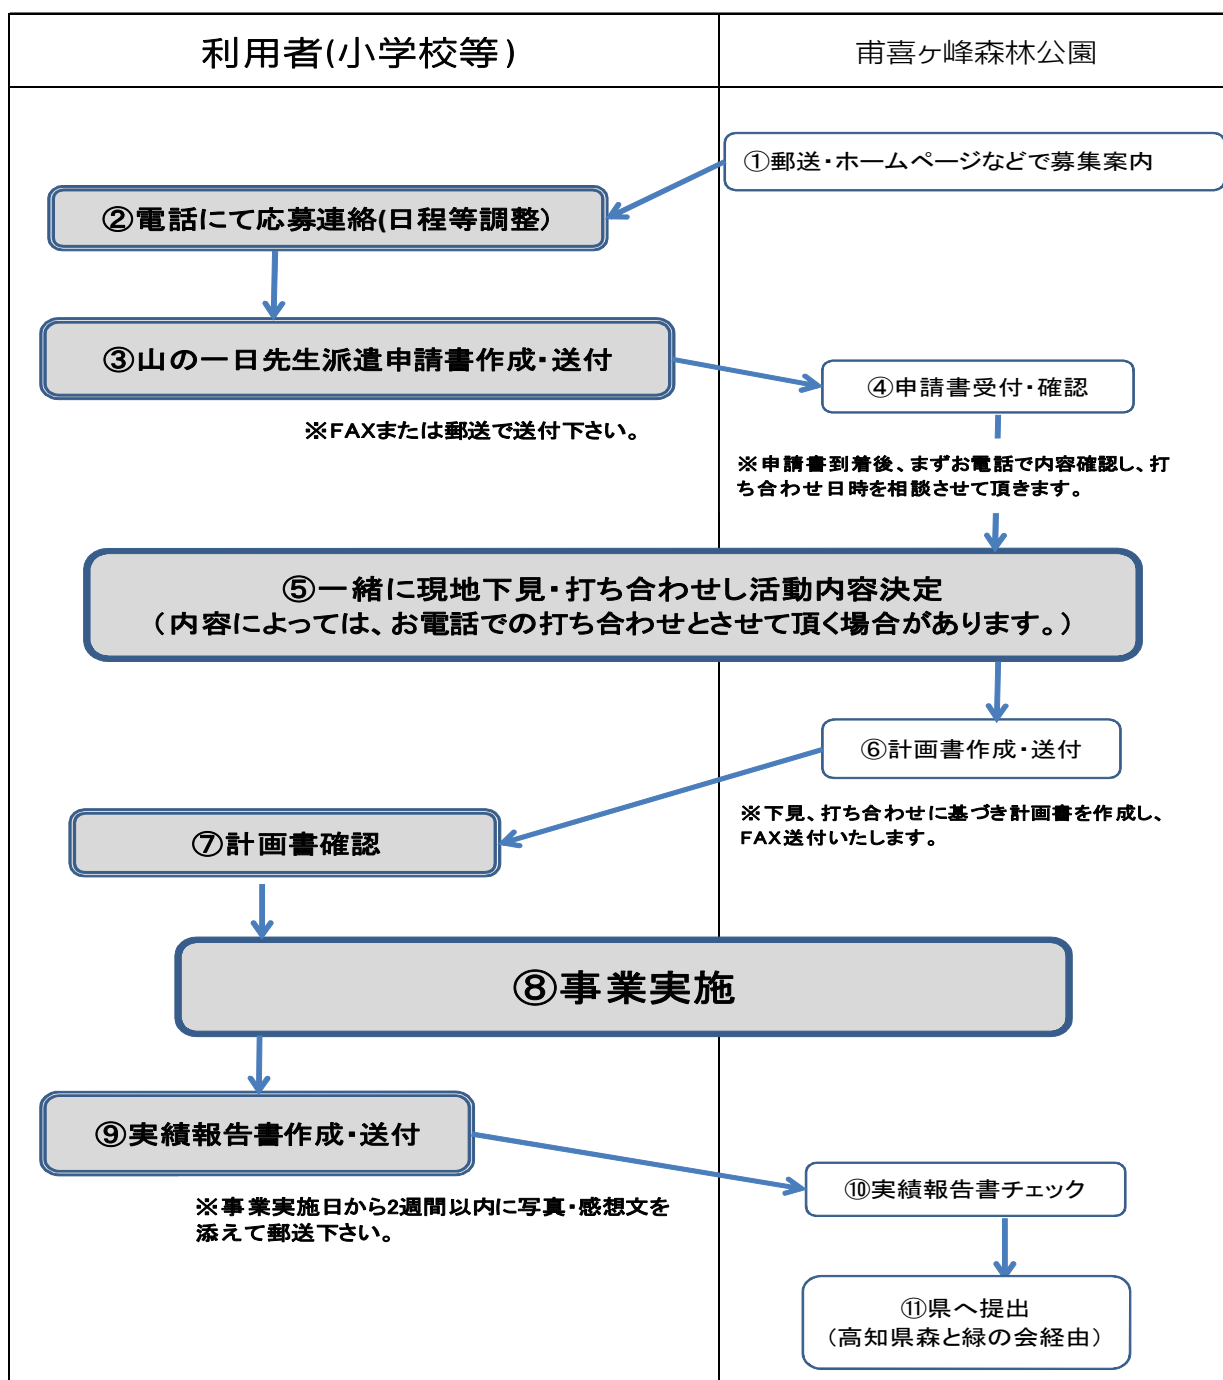 利用者(小学校等)
甫喜ヶ峰森林公園
①郵送・ホームページなどで募集案内
②電話にて応募連絡(日程等調整)
③山の一日先生派遣申請書作成・送付
④申請書受付・確認
※FAXまたは郵送で送付下さい。
※申請書到着後、まずお電話で内容確認し、打
ち合わせ日時を相談させて頂きます。
⑤一緒に現地下見・打ち合わせし活動内容決定
(内容によっては、お電話での打ち合わせとさせて頂く場合があります。)
⑥計画書作成・送付
※下見、打ち合わせに基づき計画書を作成し、
FAX送付いたします。
⑦計画書確認
⑧事業実施
⑨実績報告書作成・送付
⑩実績報告書チェック
※事業実施日から2週間以内に写真・感想文を
添えて郵送下さい。
⑪県へ提出
(高知県森と緑の会経由)